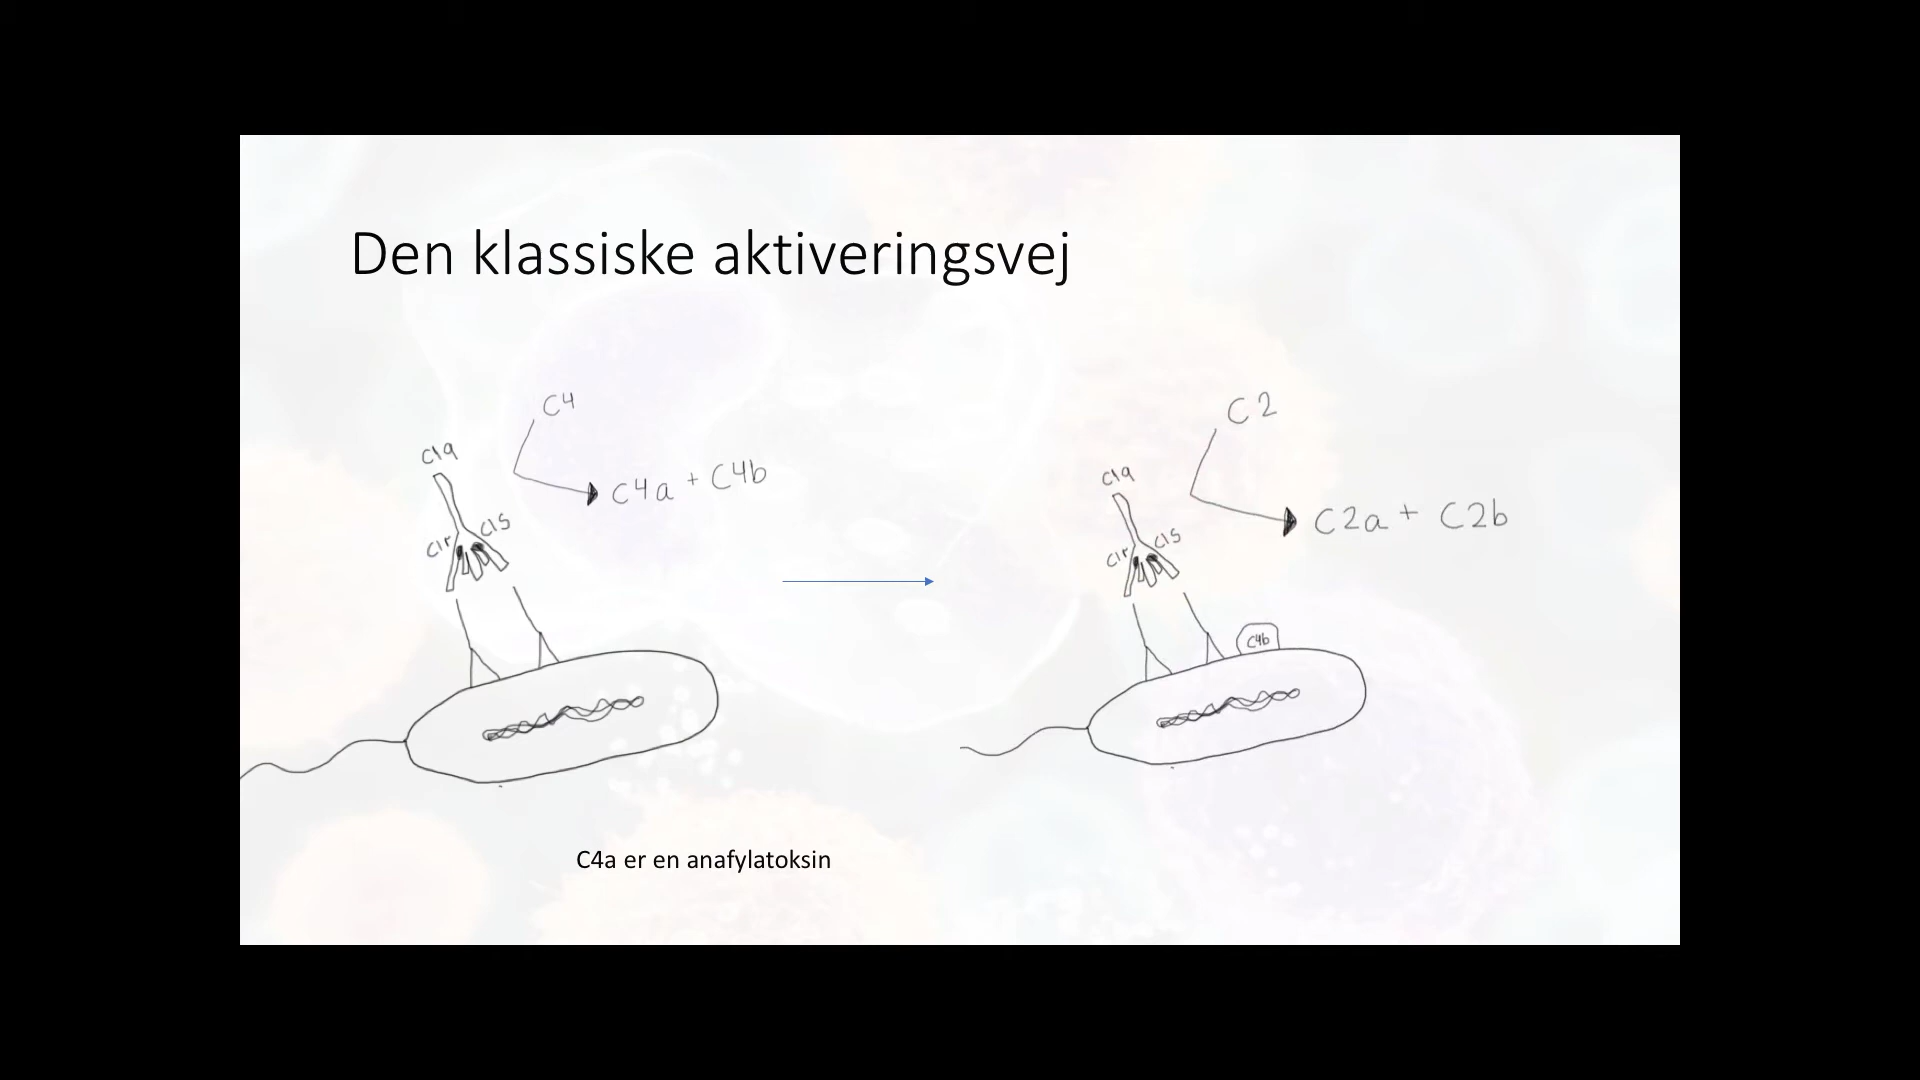 Den klassiske aktiveringsvej
C4
C1q
C4a + C4b
C1s
C1r
C2
C1q
C2a + C2b
C1s
C1r
C4b
C4a er en anafylatoksin